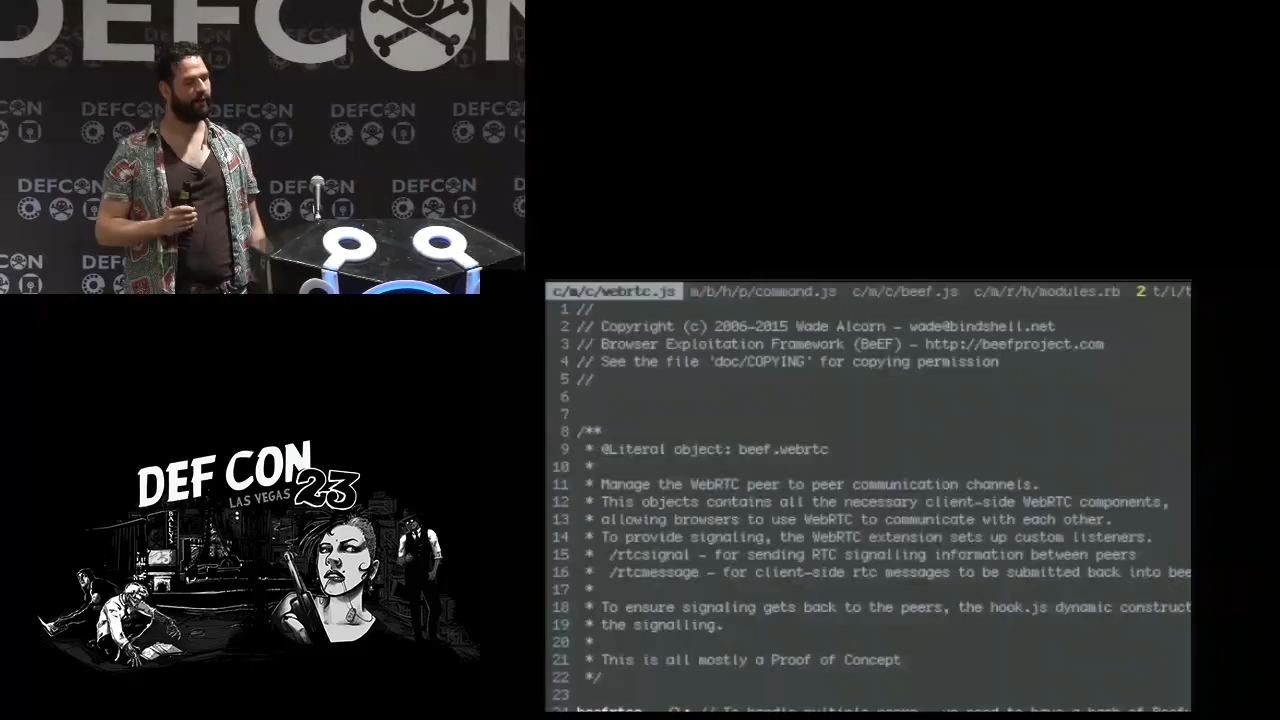 DEFCON
DEFCON DEFCON DEFCON DEFCON
DEFCON DEFCON DEFCON
DEFCON
DEF CON
LAS VEGAS 23
BALLYS
c/m/c/webrtc.js m/b/h/p/command.js c/m/c/beef.js c/m/r/h/modules.rb 2 t/i/t
1 //
2 // Copyright (c) 2006-2015 Wade Alcorn - wade@bindshell.net
3 // Browser Exploitation Framework (BeEF) - http://beefproject.com
4 // See the file 'doc/COPYING' for copying permission
5 //
6
7
8 /**
9 * @Literal object: beef.webrtc
10 *
11 * Manage the WebRTC peer to peer communication channels.
12 * This objects contains all the necessary client-side WebRTC components,
13 * allowing browsers to use WebRTC to communicate with each other.
14 * To provide signaling, the WebRTC extension sets up custom listeners.
15 * /rtcsignal - for sending RTC signalling information between peers
16 * /rtcmessage - for client-side rtc messages to be submitted back into bee
17 *
18 * To ensure signaling gets back to the peers, the hook.js dynamic construct
19 * the signalling.
20 *
21 * This is all mostly a Proof of Concept
22 */
23